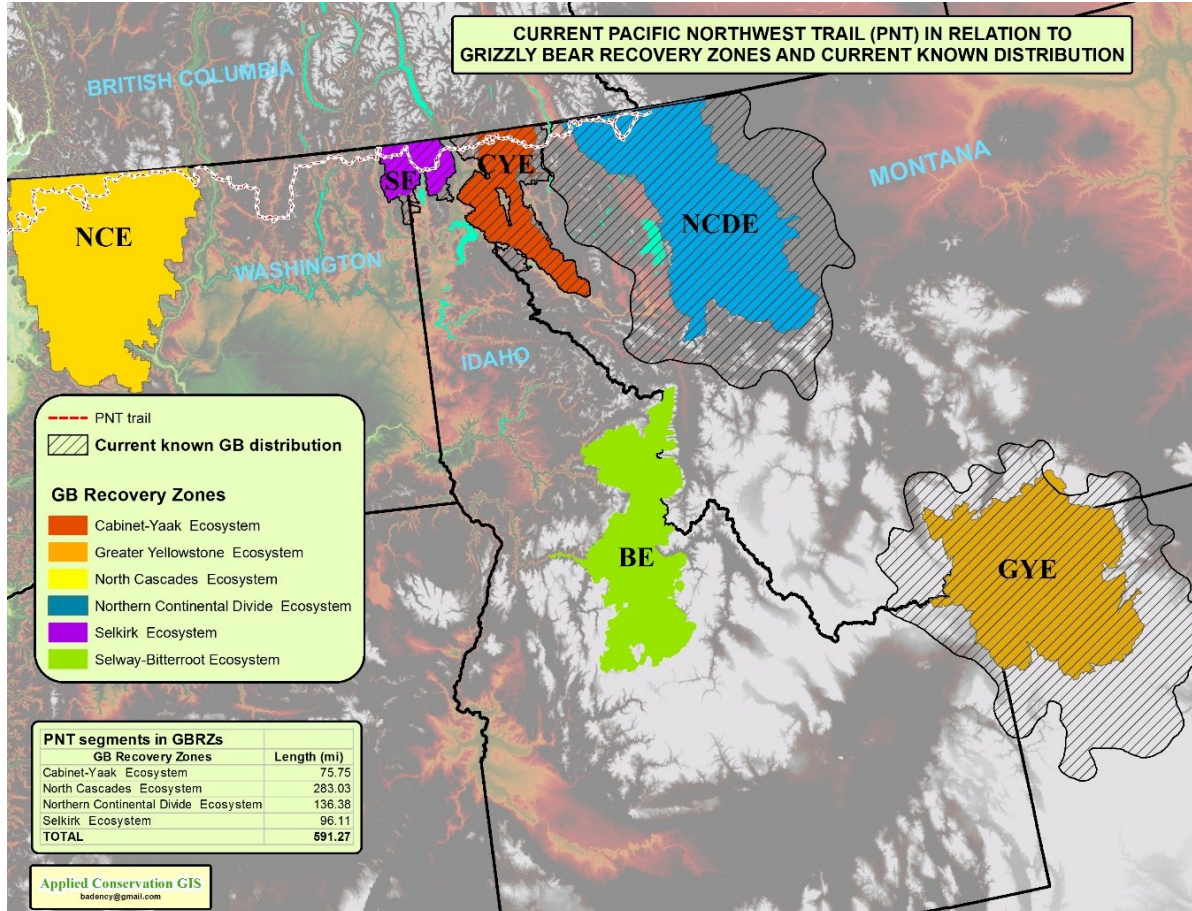 CURRENT PACIFIC NORTHWEST TRAIL (PNT) IN RELATION TO
GRIZZLY BEAR RECOVERY ZONES AND CURRENT KNOWN DISTRIBUTION
BRITISH COLUMBIA
MONTANA
CYE
SE
NCE
NCDE
WASHINGTON
IDAHO
BE
GYE
PNT trail
Current known GB distribution
GB Recovery Zones
Cabinet-Yaak Ecosystem
Greater Yellowstone Ecosystem
North Cascades Ecosystem
Northern Continental Divide Ecosystem
Selkirk Ecosystem
Selway-Bitterroot Ecosystem
PNT segments in GBRZs
GB Recovery Zones Length (mi)
Cabinet-Yaak Ecosystem 75.75
North Cascades Ecosystem 283.03
Northern Continental Divide Ecosystem 136.38
Selkirk Ecosystem 96.11
TOTAL 591.27
Applied Conservation GIS
badency@gmail.com